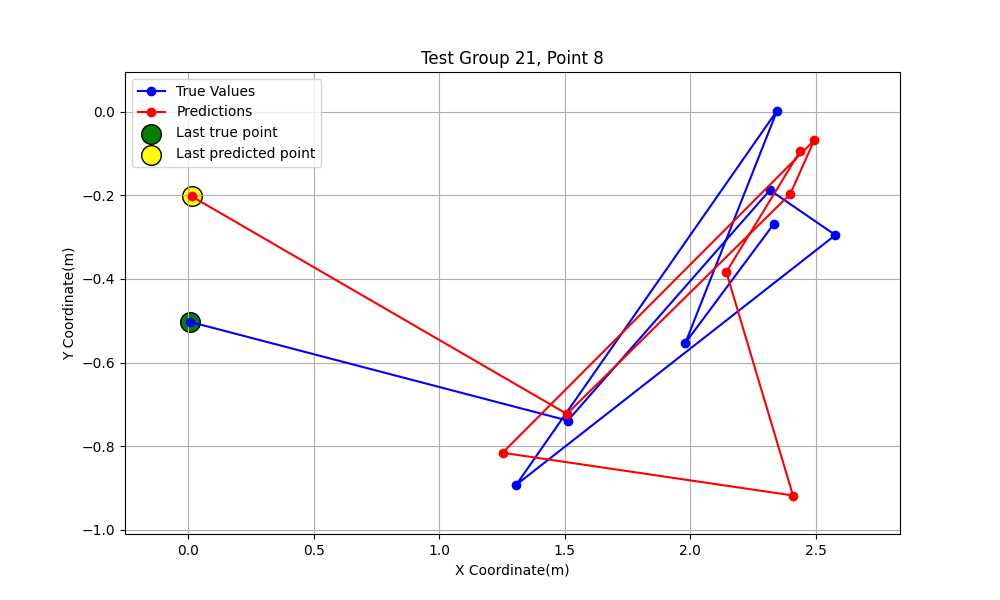 Test Group 21, Point 8
True Values
Predictions
Last true point
Last predicted point
Y Coordinate(m)
0.0
−0.2
−0.4
−0.6
−0.8
−1.0
0.0 0.5 1.0 1.5 2.0 2.5
X Coordinate(m)